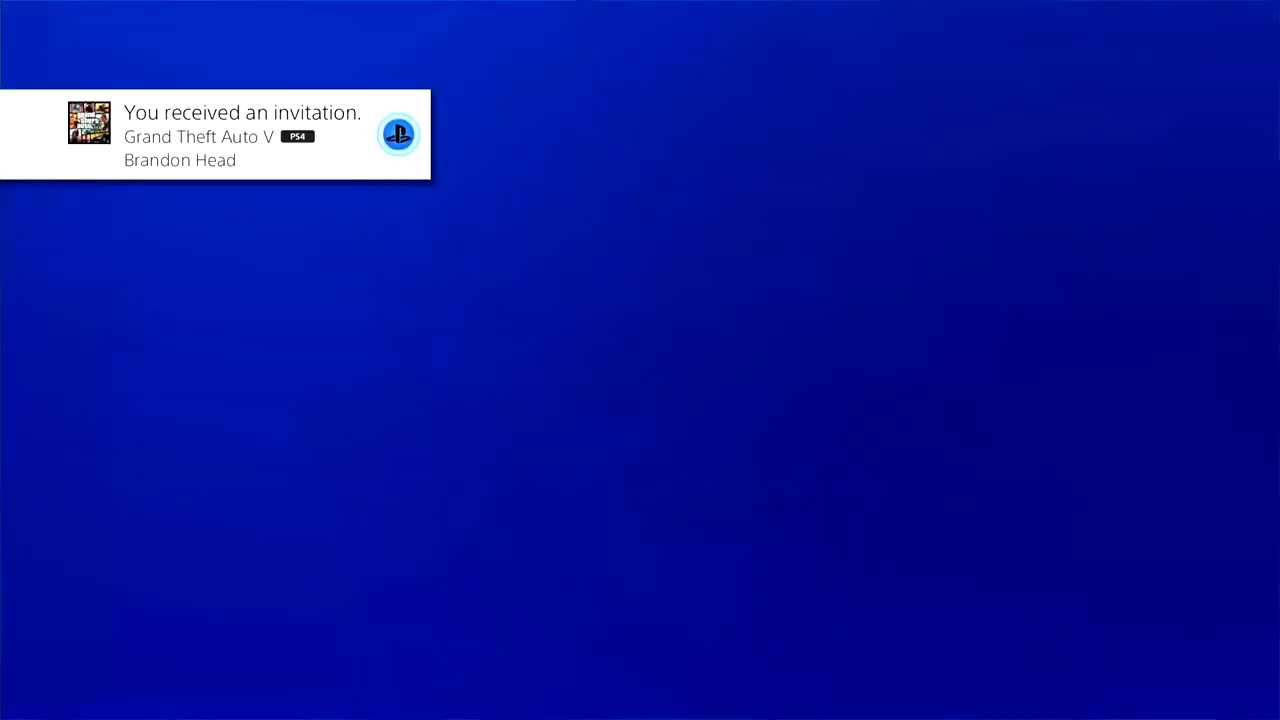 You received an invitation.
Grand Theft Auto V PS4
Brandon Head